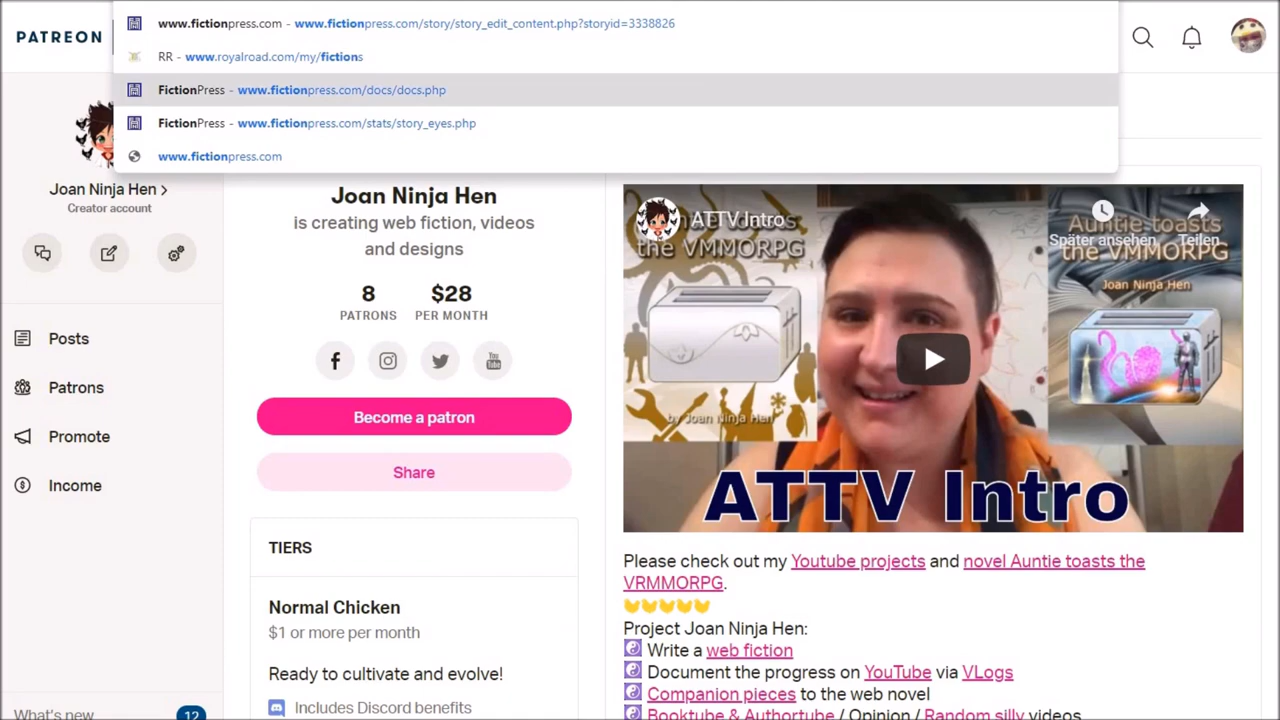 PATREON
www.fictionpress.com - www.fictionpress.com/story/story_edit_content.php?storyid=3338826
RR - www.royalroad.com/my/fictions
FictionPress - www.fictionpress.com/docs/docs.php
FictionPress - www.fictionpress.com/stats/story_eyes.php
www.fictionpress.com
Joan Ninja Hen >
Creator account
Posts
Patrons
Promote
Income
What's new
12
Joan Ninja Hen
is creating web fiction, videos
and designs
8
PATRONS
$28
PER MONTH
Become a patron
Share
TIERS
Normal Chicken
$1 or more per month
Ready to cultivate and evolve!
Includes Discord benefits
ATTV Intro
the VMMORPG
by Joan Ninja Hen
Später ansehen
Teilen
Auntie toasts
the VMMORPG
Joan Ninja Hen
ATTV Intro
Please check out my Youtube projects and novel Auntie toasts the
VRMMORPG.
Project Joan Ninja Hen:
Write a web fiction
Document the progress on YouTube via VLogs
Companion pieces to the web novel
Booktube & Authortube / Opinion / Random silly videos